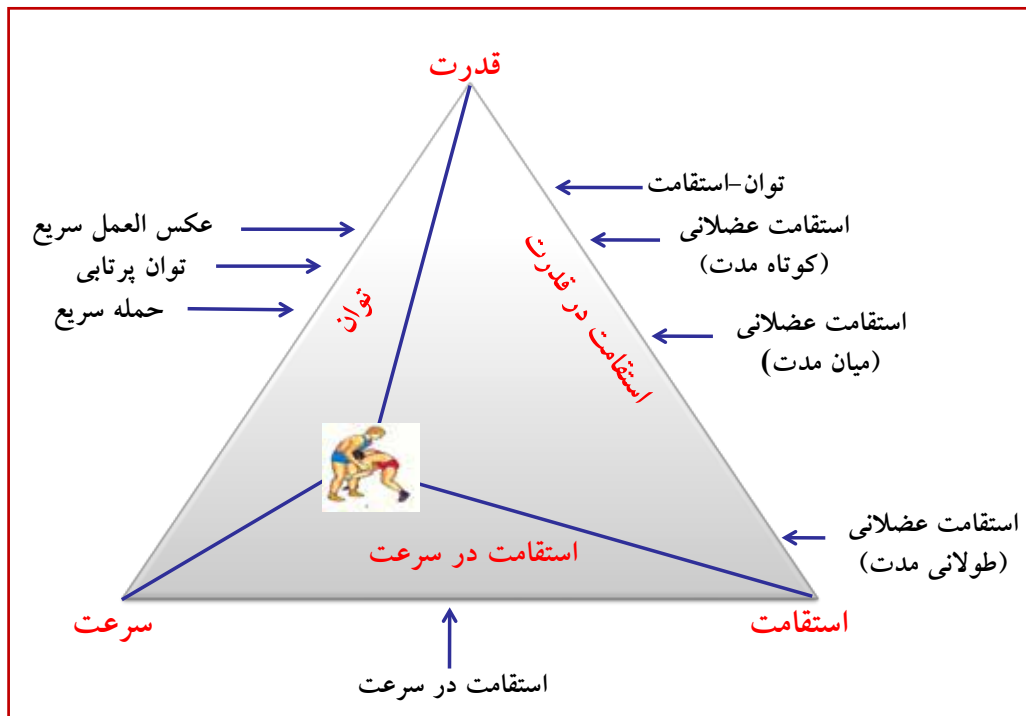 قدرت
توان-استقامت
استقامت عضلانی
(کوتاه مدت)
استقامت عضلانی
(میان مدت)
استقامت عضلانی
(طولانی مدت)
عکس العمل سریع
توان پرتابی
حمله سریع
توان
استقامت در قدرت
استقامت در سرعت
استقامت
سرعت
استقامت در سرعت